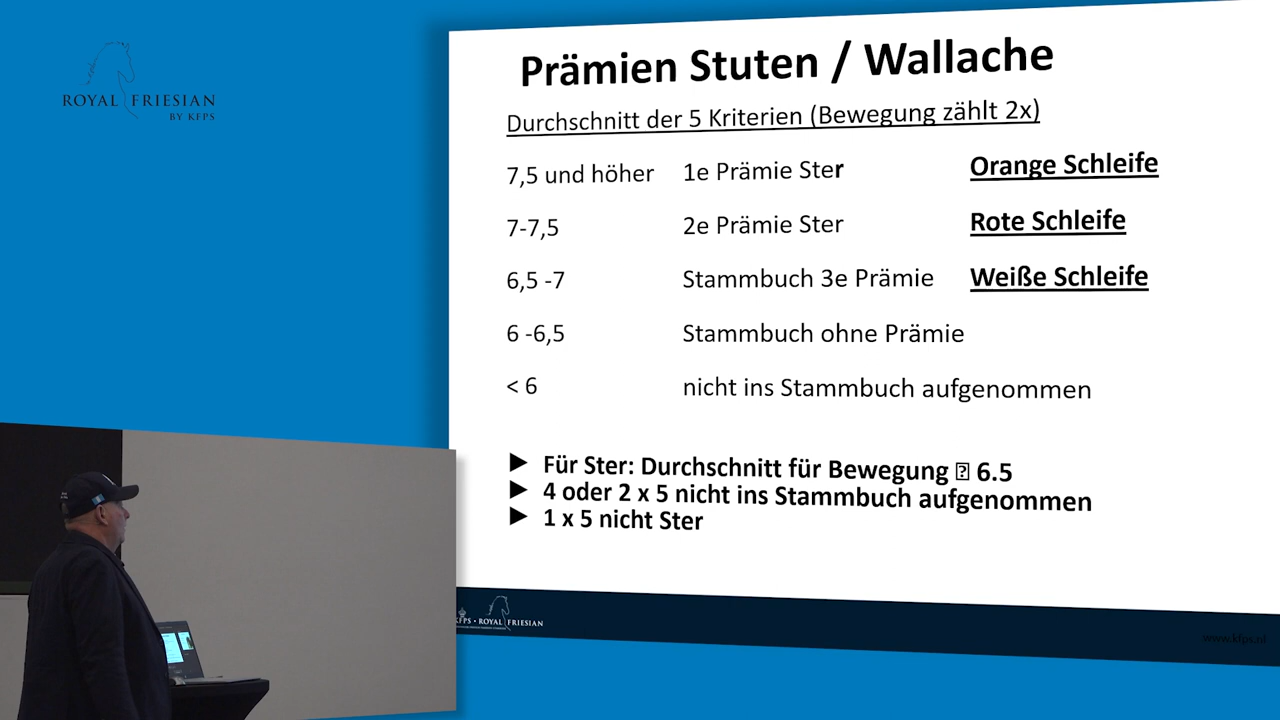 ROYAL FRIESIAN
BY KFPS
Prämien Stuten / Wallache
Durchschnitt der 5 Kriterien (Bewegung zählt 2x)
7,5 und höher 1e Prämie Ster Orange Schleife
7-7,5 2e Prämie Ster Rote Schleife
6,5 -7 Stammbuch 3e Prämie Weiße Schleife
6 -6,5 Stammbuch ohne Prämie
< 6 nicht ins Stammbuch aufgenommen
► Für Ster: Durchschnitt für Bewegung 6.5
► 4 oder 2 x 5 nicht ins Stammbuch aufgenommen
► 1 x 5 nicht Ster
KFPS • ROYAL FRIESIAN
www.kfps.nl